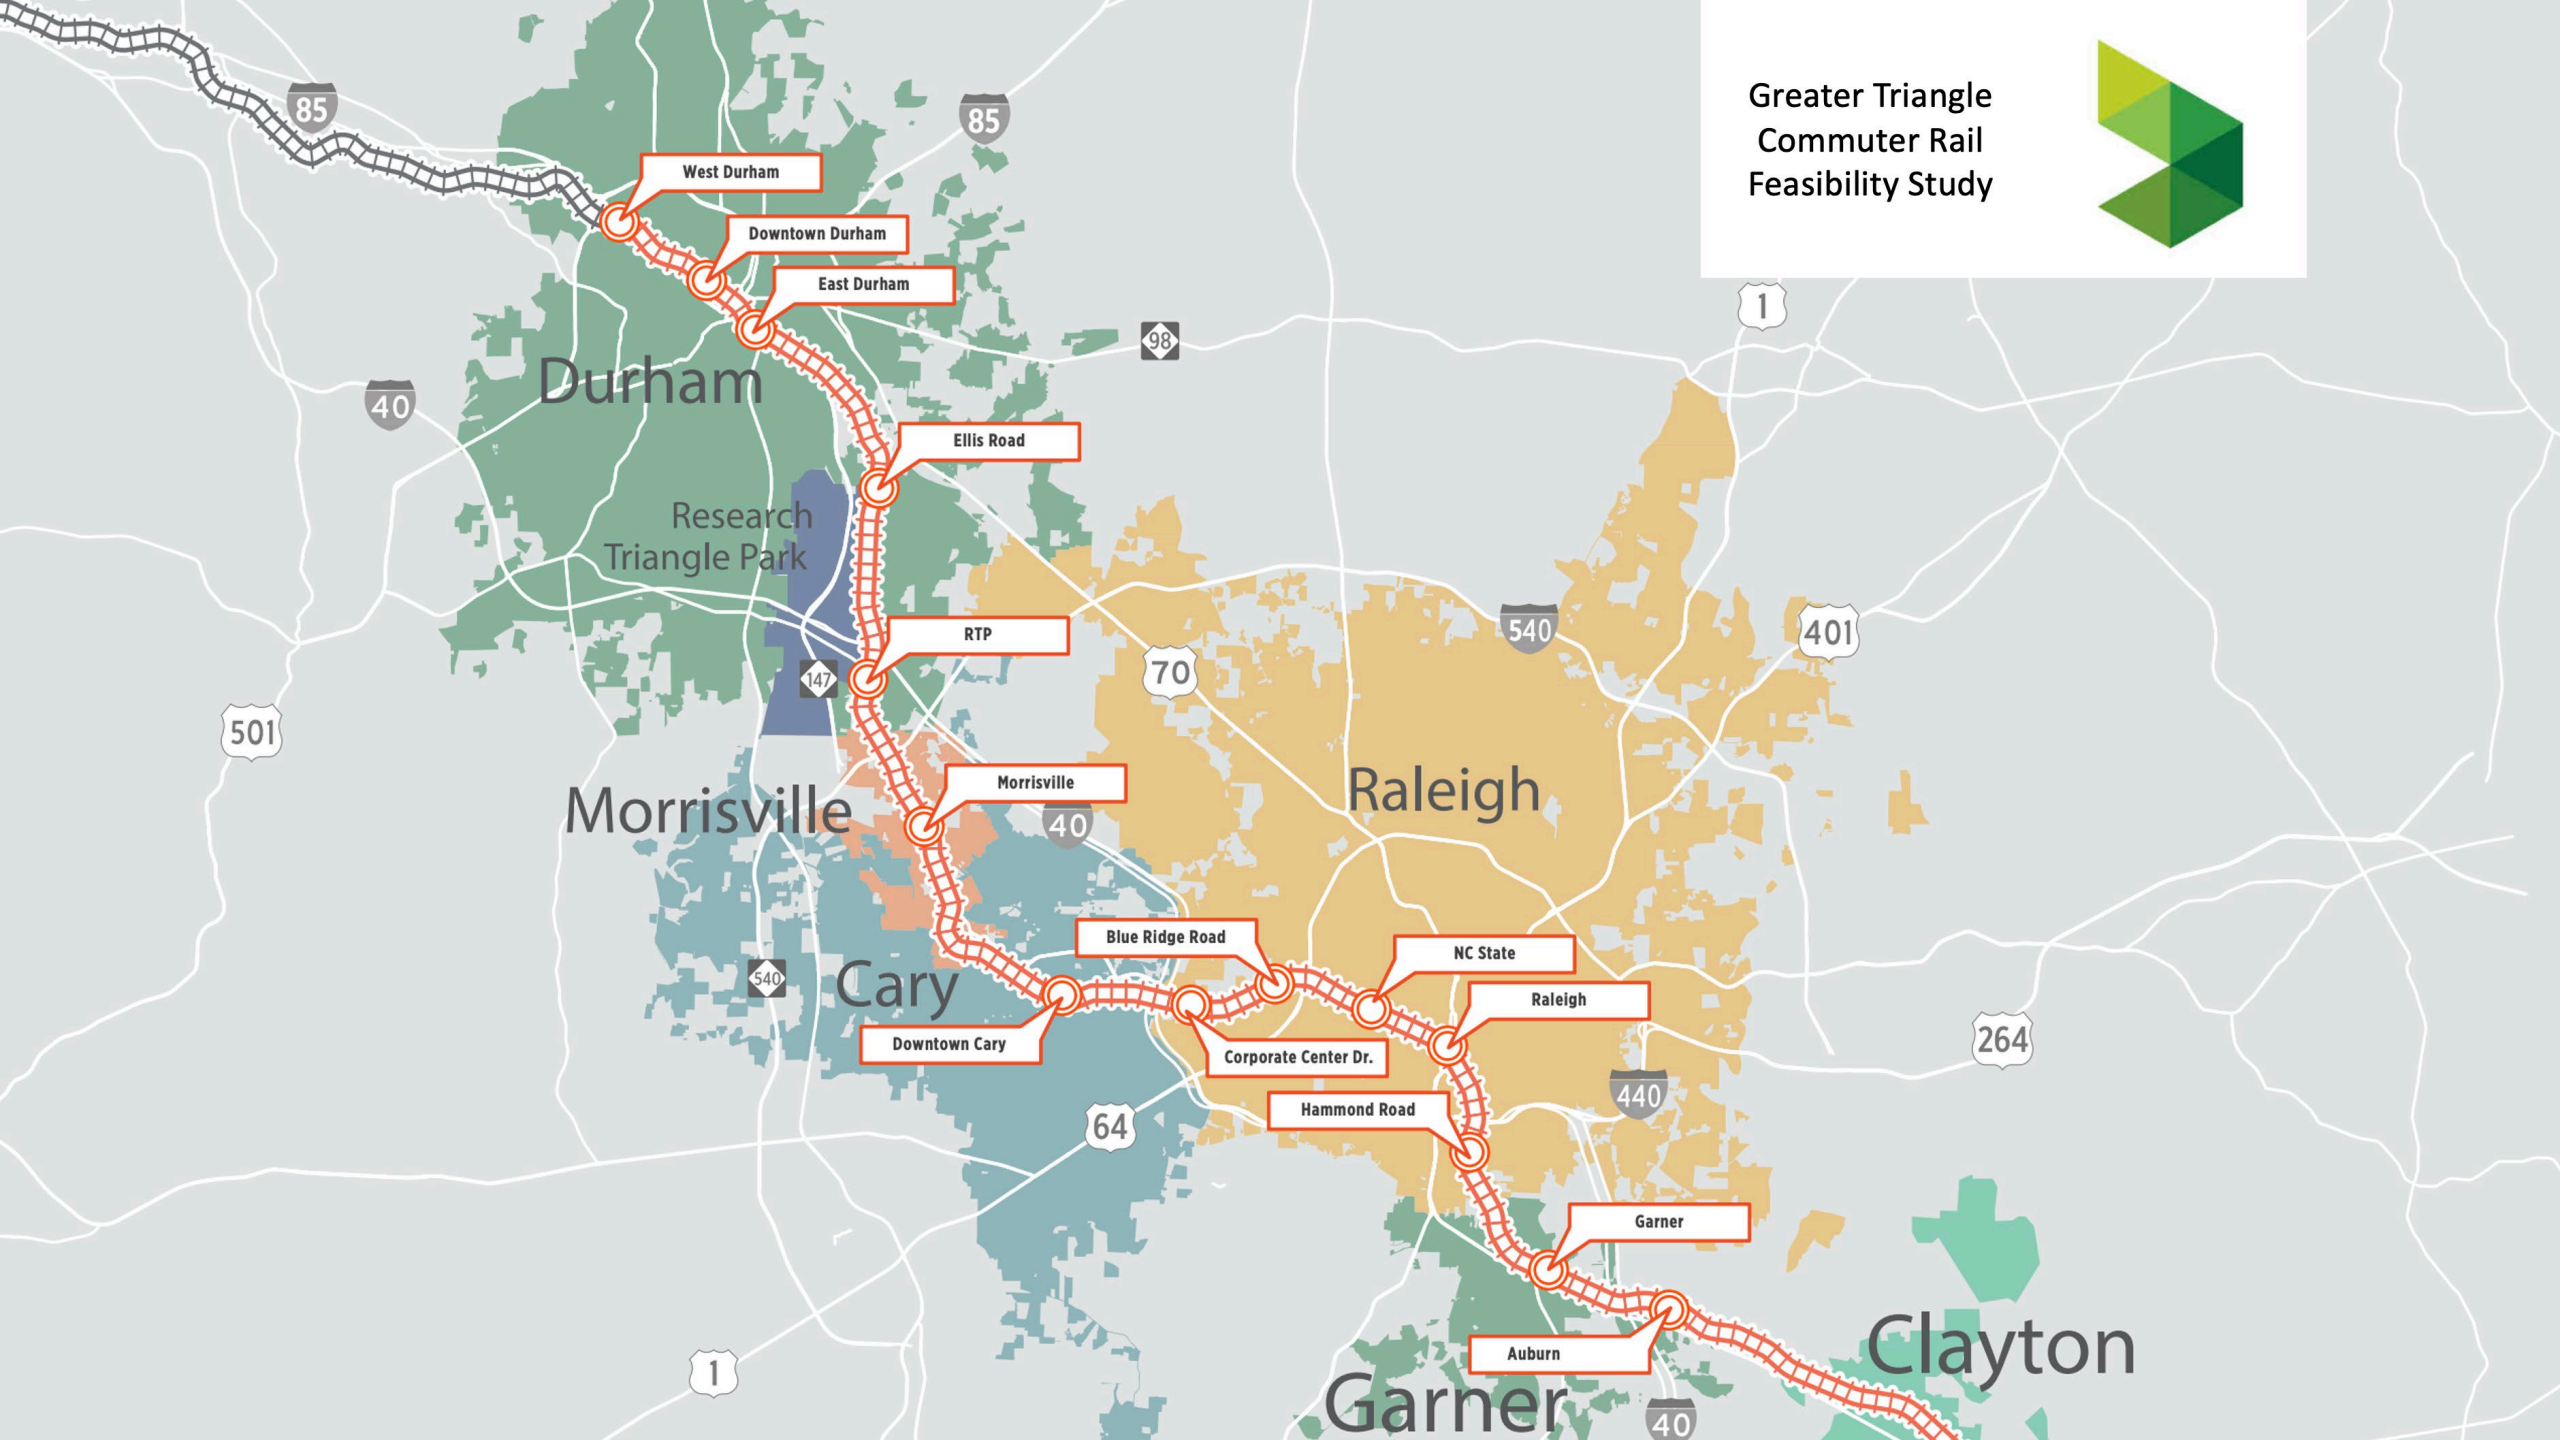 Greater Triangle
Commuter Rail
Feasibility Study
85
85
West Durham
Downtown Durham
East Durham
1
98
Durham
40
Ellis Road
Research
Triangle Park
RTP
540
401
70
147
501
Morrisville
Raleigh
Morrisville
40
Blue Ridge Road
NC State
540
Cary
Raleigh
Downtown Cary
Corporate Center Dr.
264
440
Hammond Road
64
Garner
Clayton
Auburn
1
Garner
40